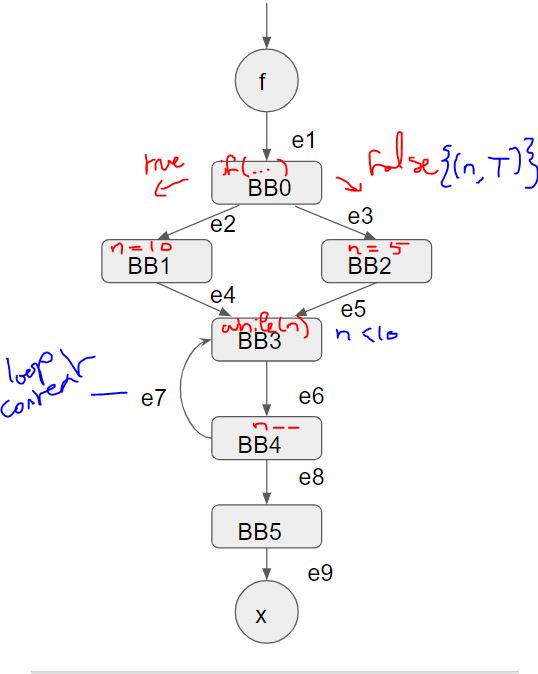 f
e1
true if(...) False {(n, T)}
BB0
e2 e3
n = 10 n = 5
BB1 BB2
e4 e5
while(n) n<10
BB3
loop
context e7
e6
n--
BB4
e8
BB5
e9
x